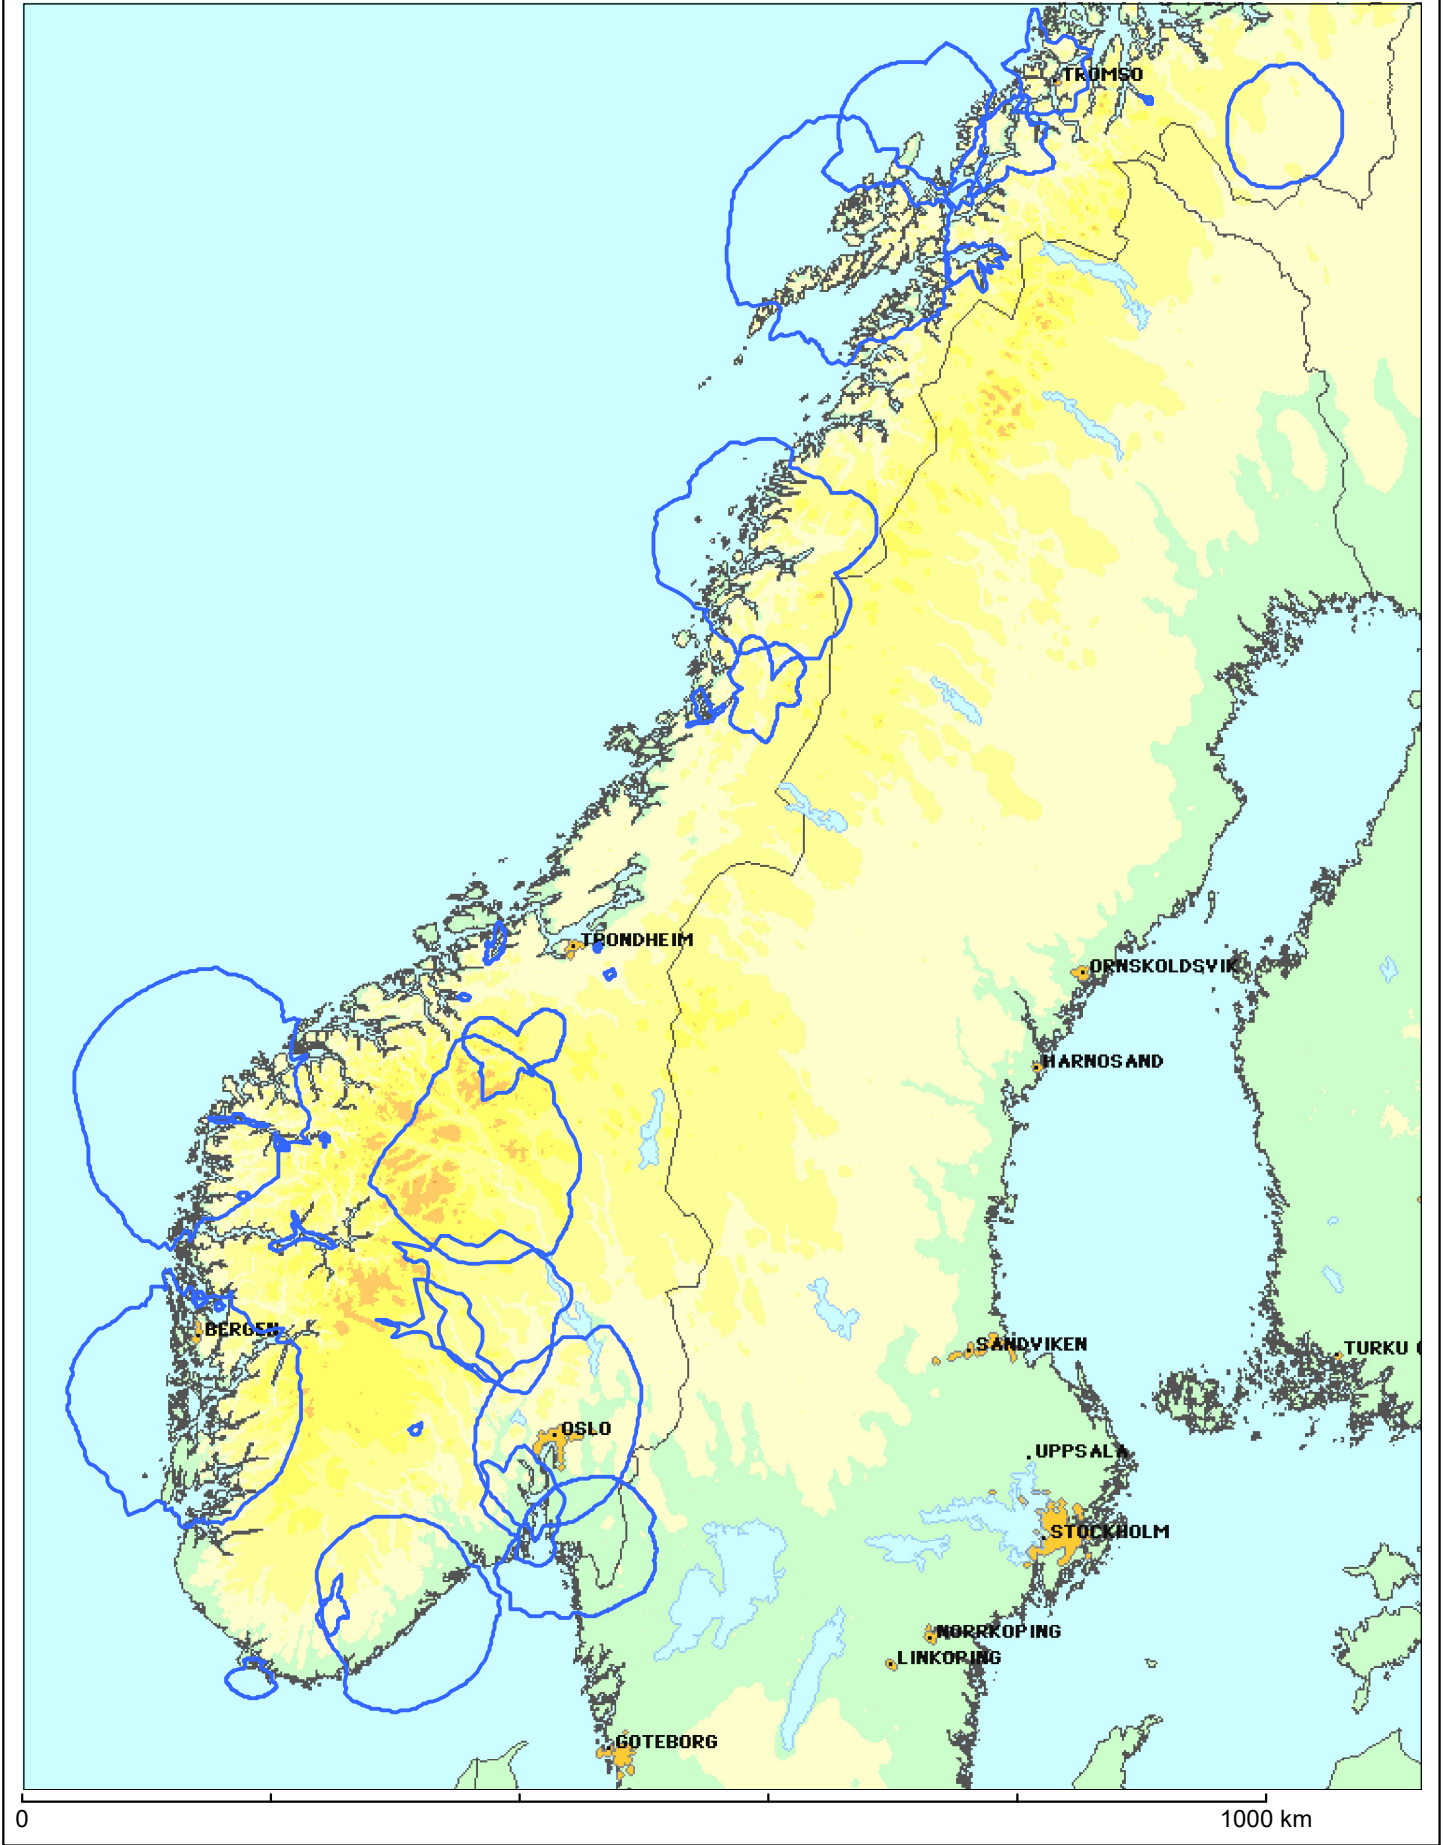 TROMSO
TRONDHEIM
ORNSKOLDSVIK
HARNOSAND
BERGEN
SANDVIKEN
TURKU (
OSLO
UPPSALA
STOCKHOLM
NORRKOPING
LINKOPING
GOTEBORG
0
1000 km